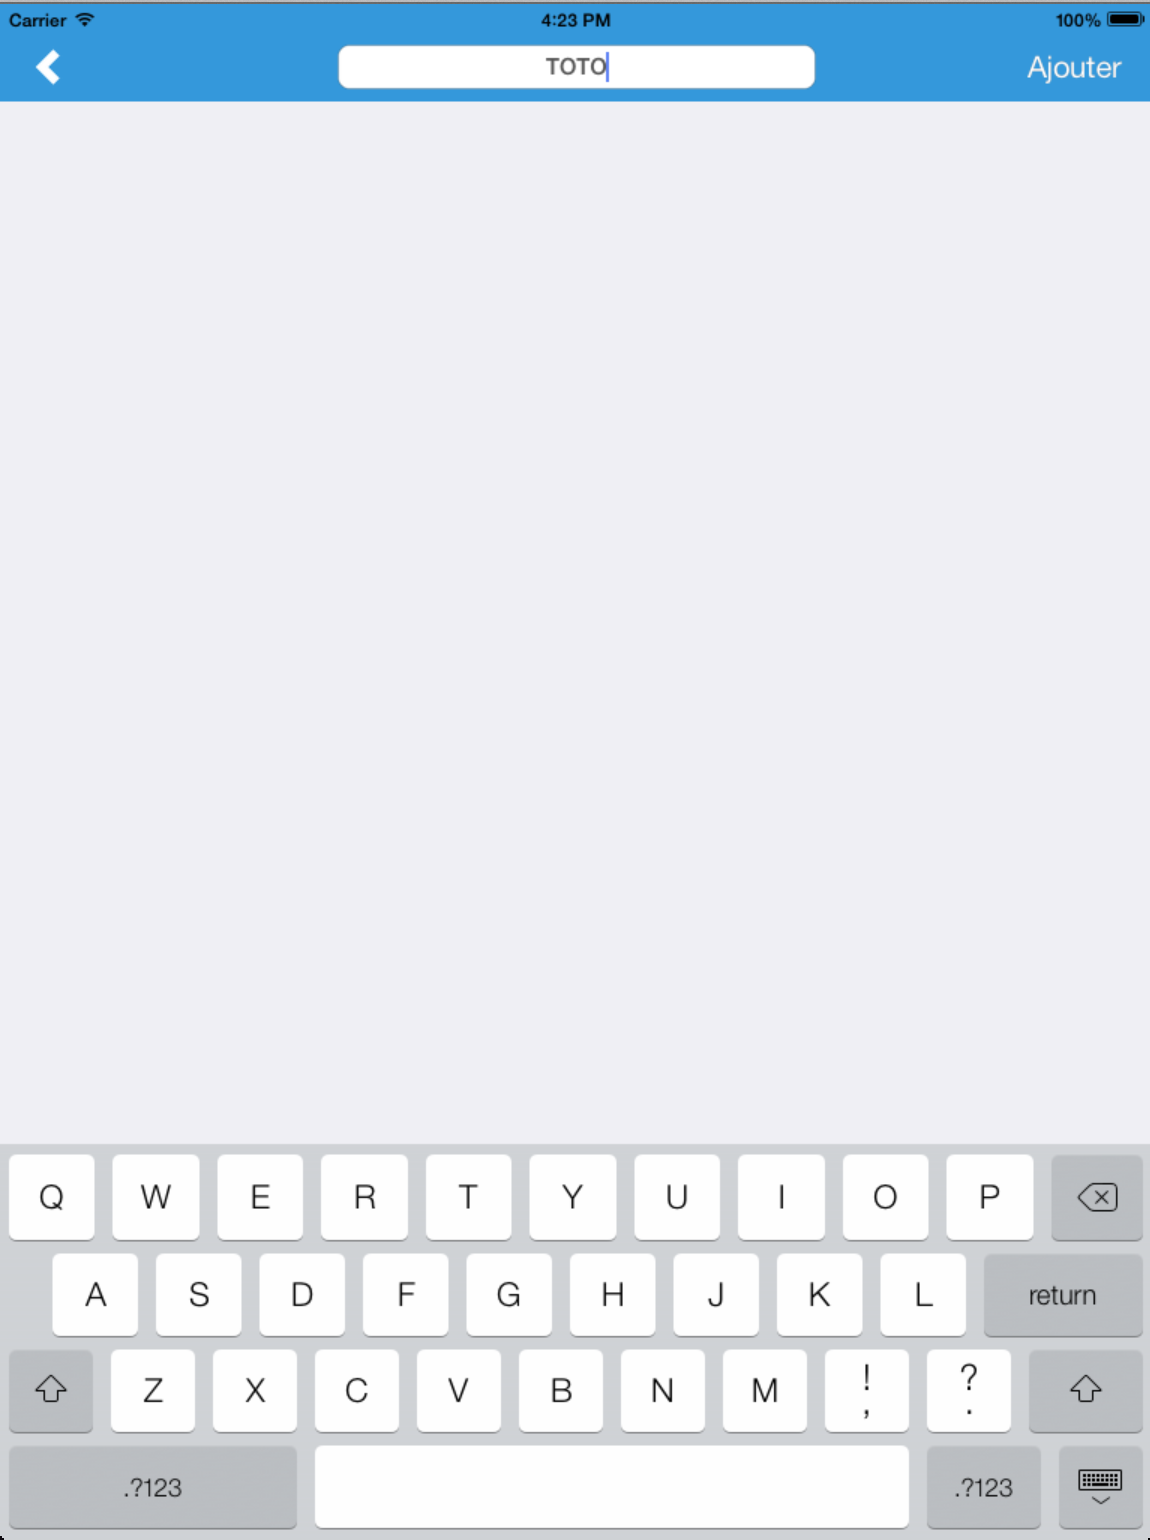 Carrier 4:23 PM 100%
TOTO Ajouter
Q W E R T Y U I O P
A S D F G H J K L return
Z X C V B N M ! ?
, .
.?123 .?123